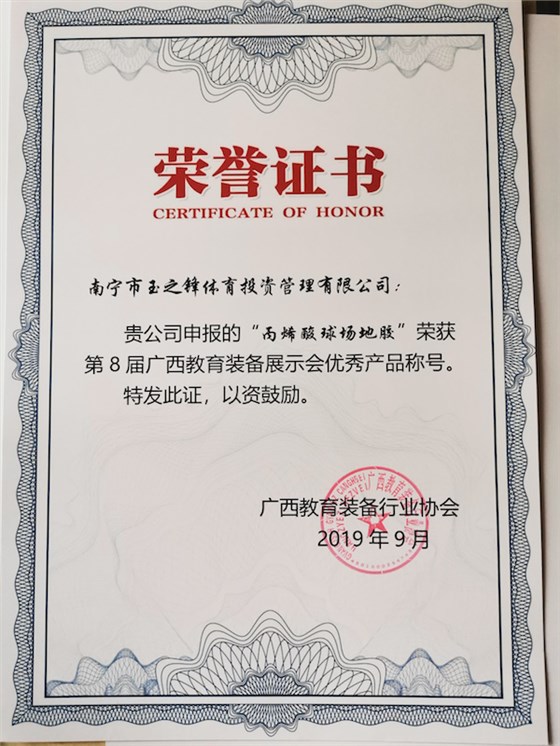 荣誉证书
CERTIFICATE OF HONOR
南宁市玉之锋体育投资管理有限公司：
贵公司申报的“丙烯酸球场地胶”荣获
第8届广西教育装备展示会优秀产品称号。
特发此证，以资鼓励。
广西教育装备行业协会
2019年9月